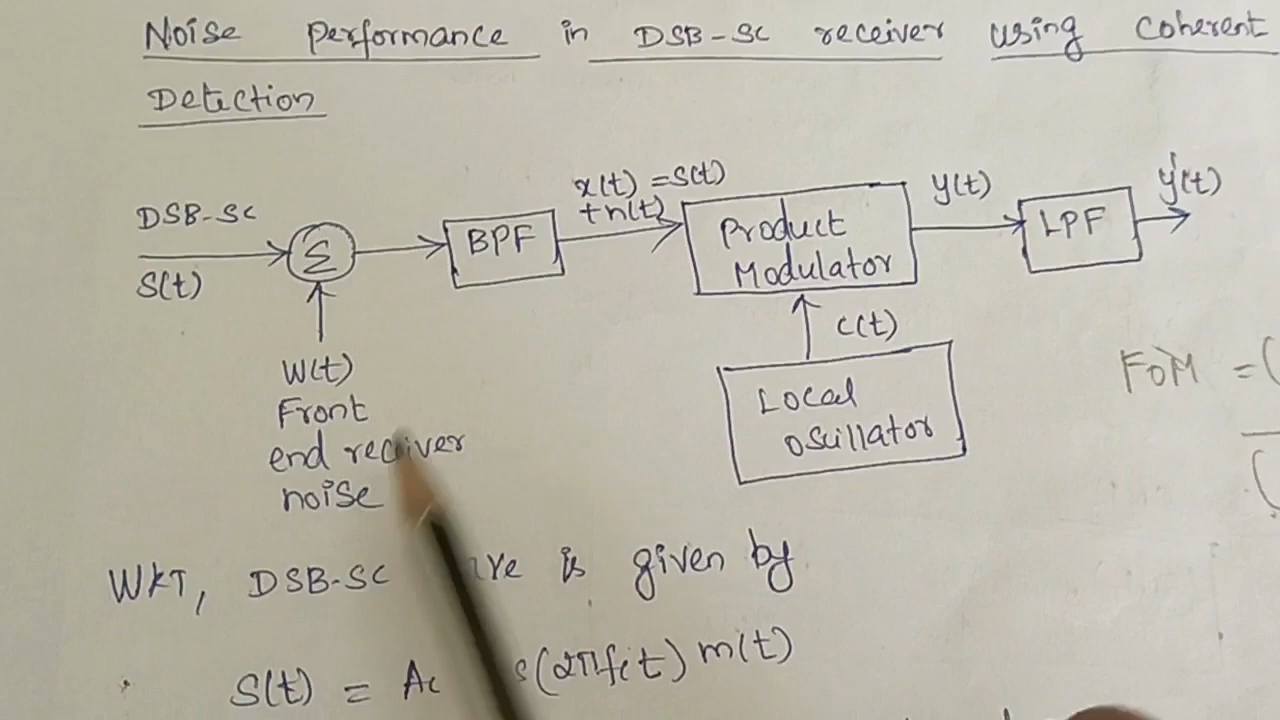 Noise Performance in DSB-SC receiver using Coherent
Detection
x(t) = s(t)
+ n(t)
y(t)
y'(t)
DSB-SC
S(t)
Σ
BPF
Product
Modulator
LPF
C(t)
W(t)
Front
end receiver
noise
Local
Oscillator
FOM = (
(
WKT, DSB-SC is given by
S(t) = Ac (2πfct) m(t)